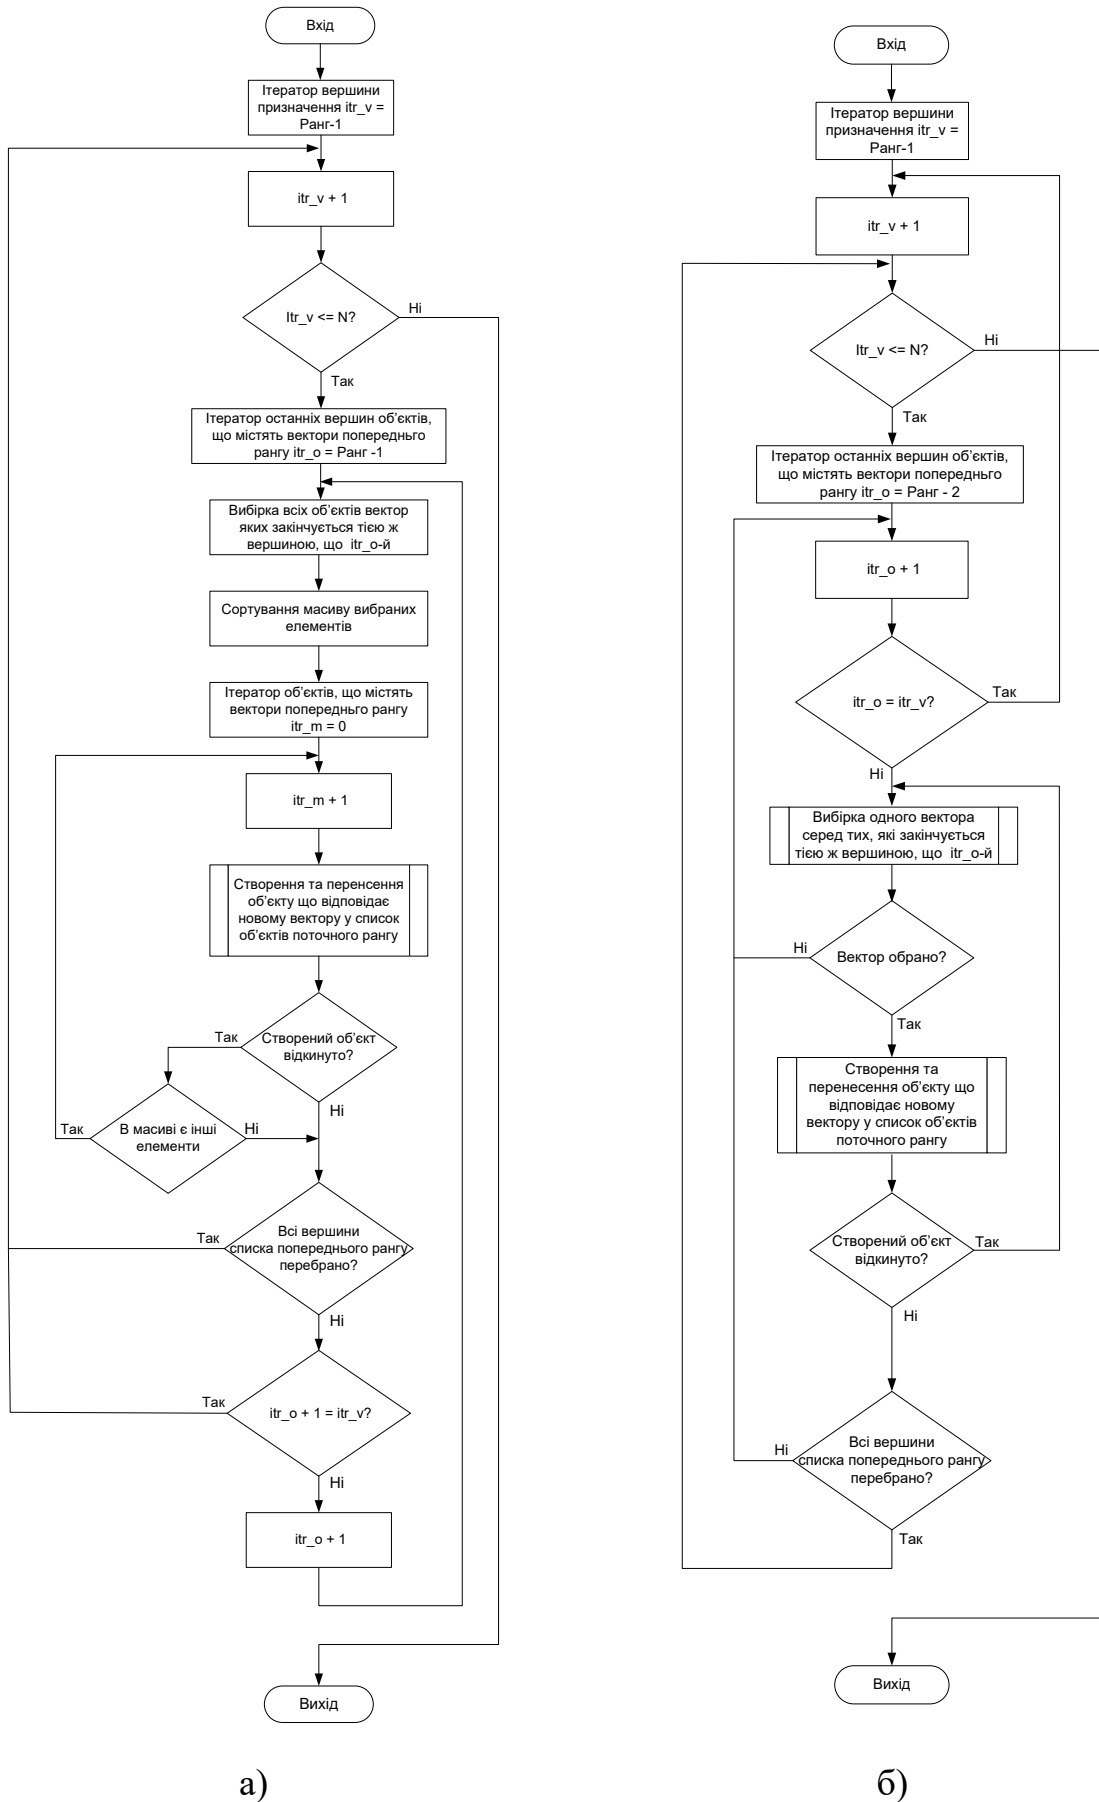 Вхід
Ітератор вершини
призначення itr_v =
Ранг-1
itr_v + 1
Itr_v <= N?
Ні
Так
Ітератор останніх вершин об’єктів,
що містять вектори попереднього
рангу itr_o = Ранг -1
Вибірка всіх об’єктів вектор
яких закінчується тією ж
вершиною, що itr_o-й
Сортування масиву вибраних
елементів
Ітератор об’єктів, що містять
вектори попереднього рангу
itr_m = 0
itr_m + 1
Створення та перенсення
об’єкту що відповідає
новому вектору у список
об’єктів поточного рангу
Створений об’єкт
відкинуто?
Так
Ні
В масиві є інші
елементи
Так
Ні
Всі вершини
списка попереднього рангу
перебрано?
Так
Ні
itr_o + 1 = itr_v?
Так
Ні
itr_o + 1
Вихід
а)
Вхід
Ітератор вершини
призначення itr_v =
Ранг-1
itr_v + 1
Itr_v <= N?
Ні
Так
Ітератор останніх вершин об’єктів,
що містять вектори попереднього
рангу itr_o = Ранг - 2
itr_o + 1
itr_o = itr_v?
Так
Ні
Вибірка одного вектора
серед тих, які закінчується
тією ж вершиною, що itr_o-й
Вектор обрано?
Ні
Так
Створення та
перенесення об’єкту що
відповідає новому
вектору у список об’єктів
поточного рангу
Створений об’єкт
відкинуто?
Так
Ні
Всі вершини
списка попереднього рангу
перебрано?
Ні
Так
Вихід
б)